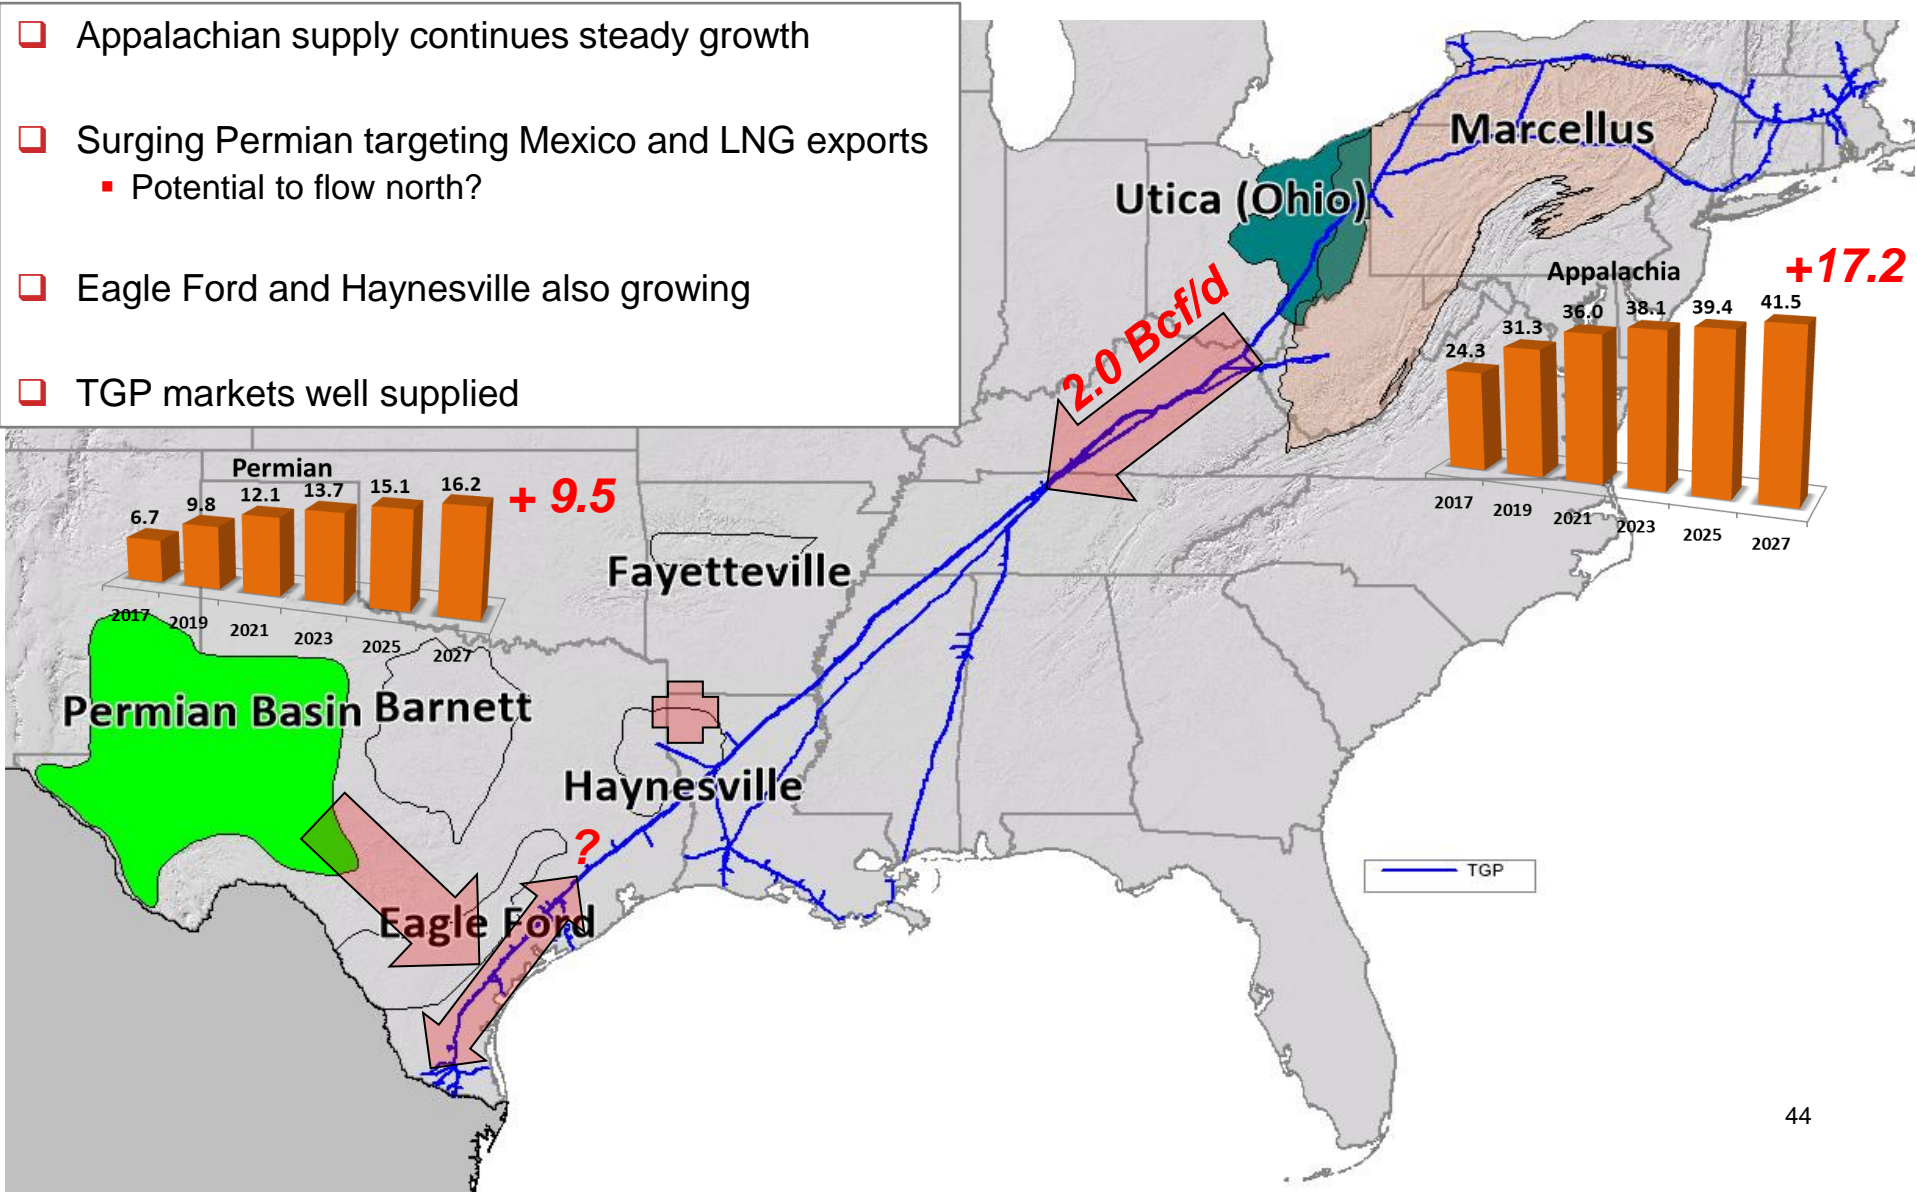 Appalachian supply continues steady growth
Surging Permian targeting Mexico and LNG exports
Potential to flow north?
Eagle Ford and Haynesville also growing
TGP markets well supplied
Marcellus
Utica (Ohio)
2.0 Bcf/d
Appalachia
+17.2
24.3 31.3 36.0 38.1 39.4 41.5
2017 2019 2021 2023 2025 2027
Permian
+ 9.5
6.7 9.8 12.1 13.7 15.1 16.2
2017 2019 2021 2023 2025 2027
Fayetteville
Permian Basin
Barnett
Haynesville
?
Eagle Ford
TGP
44